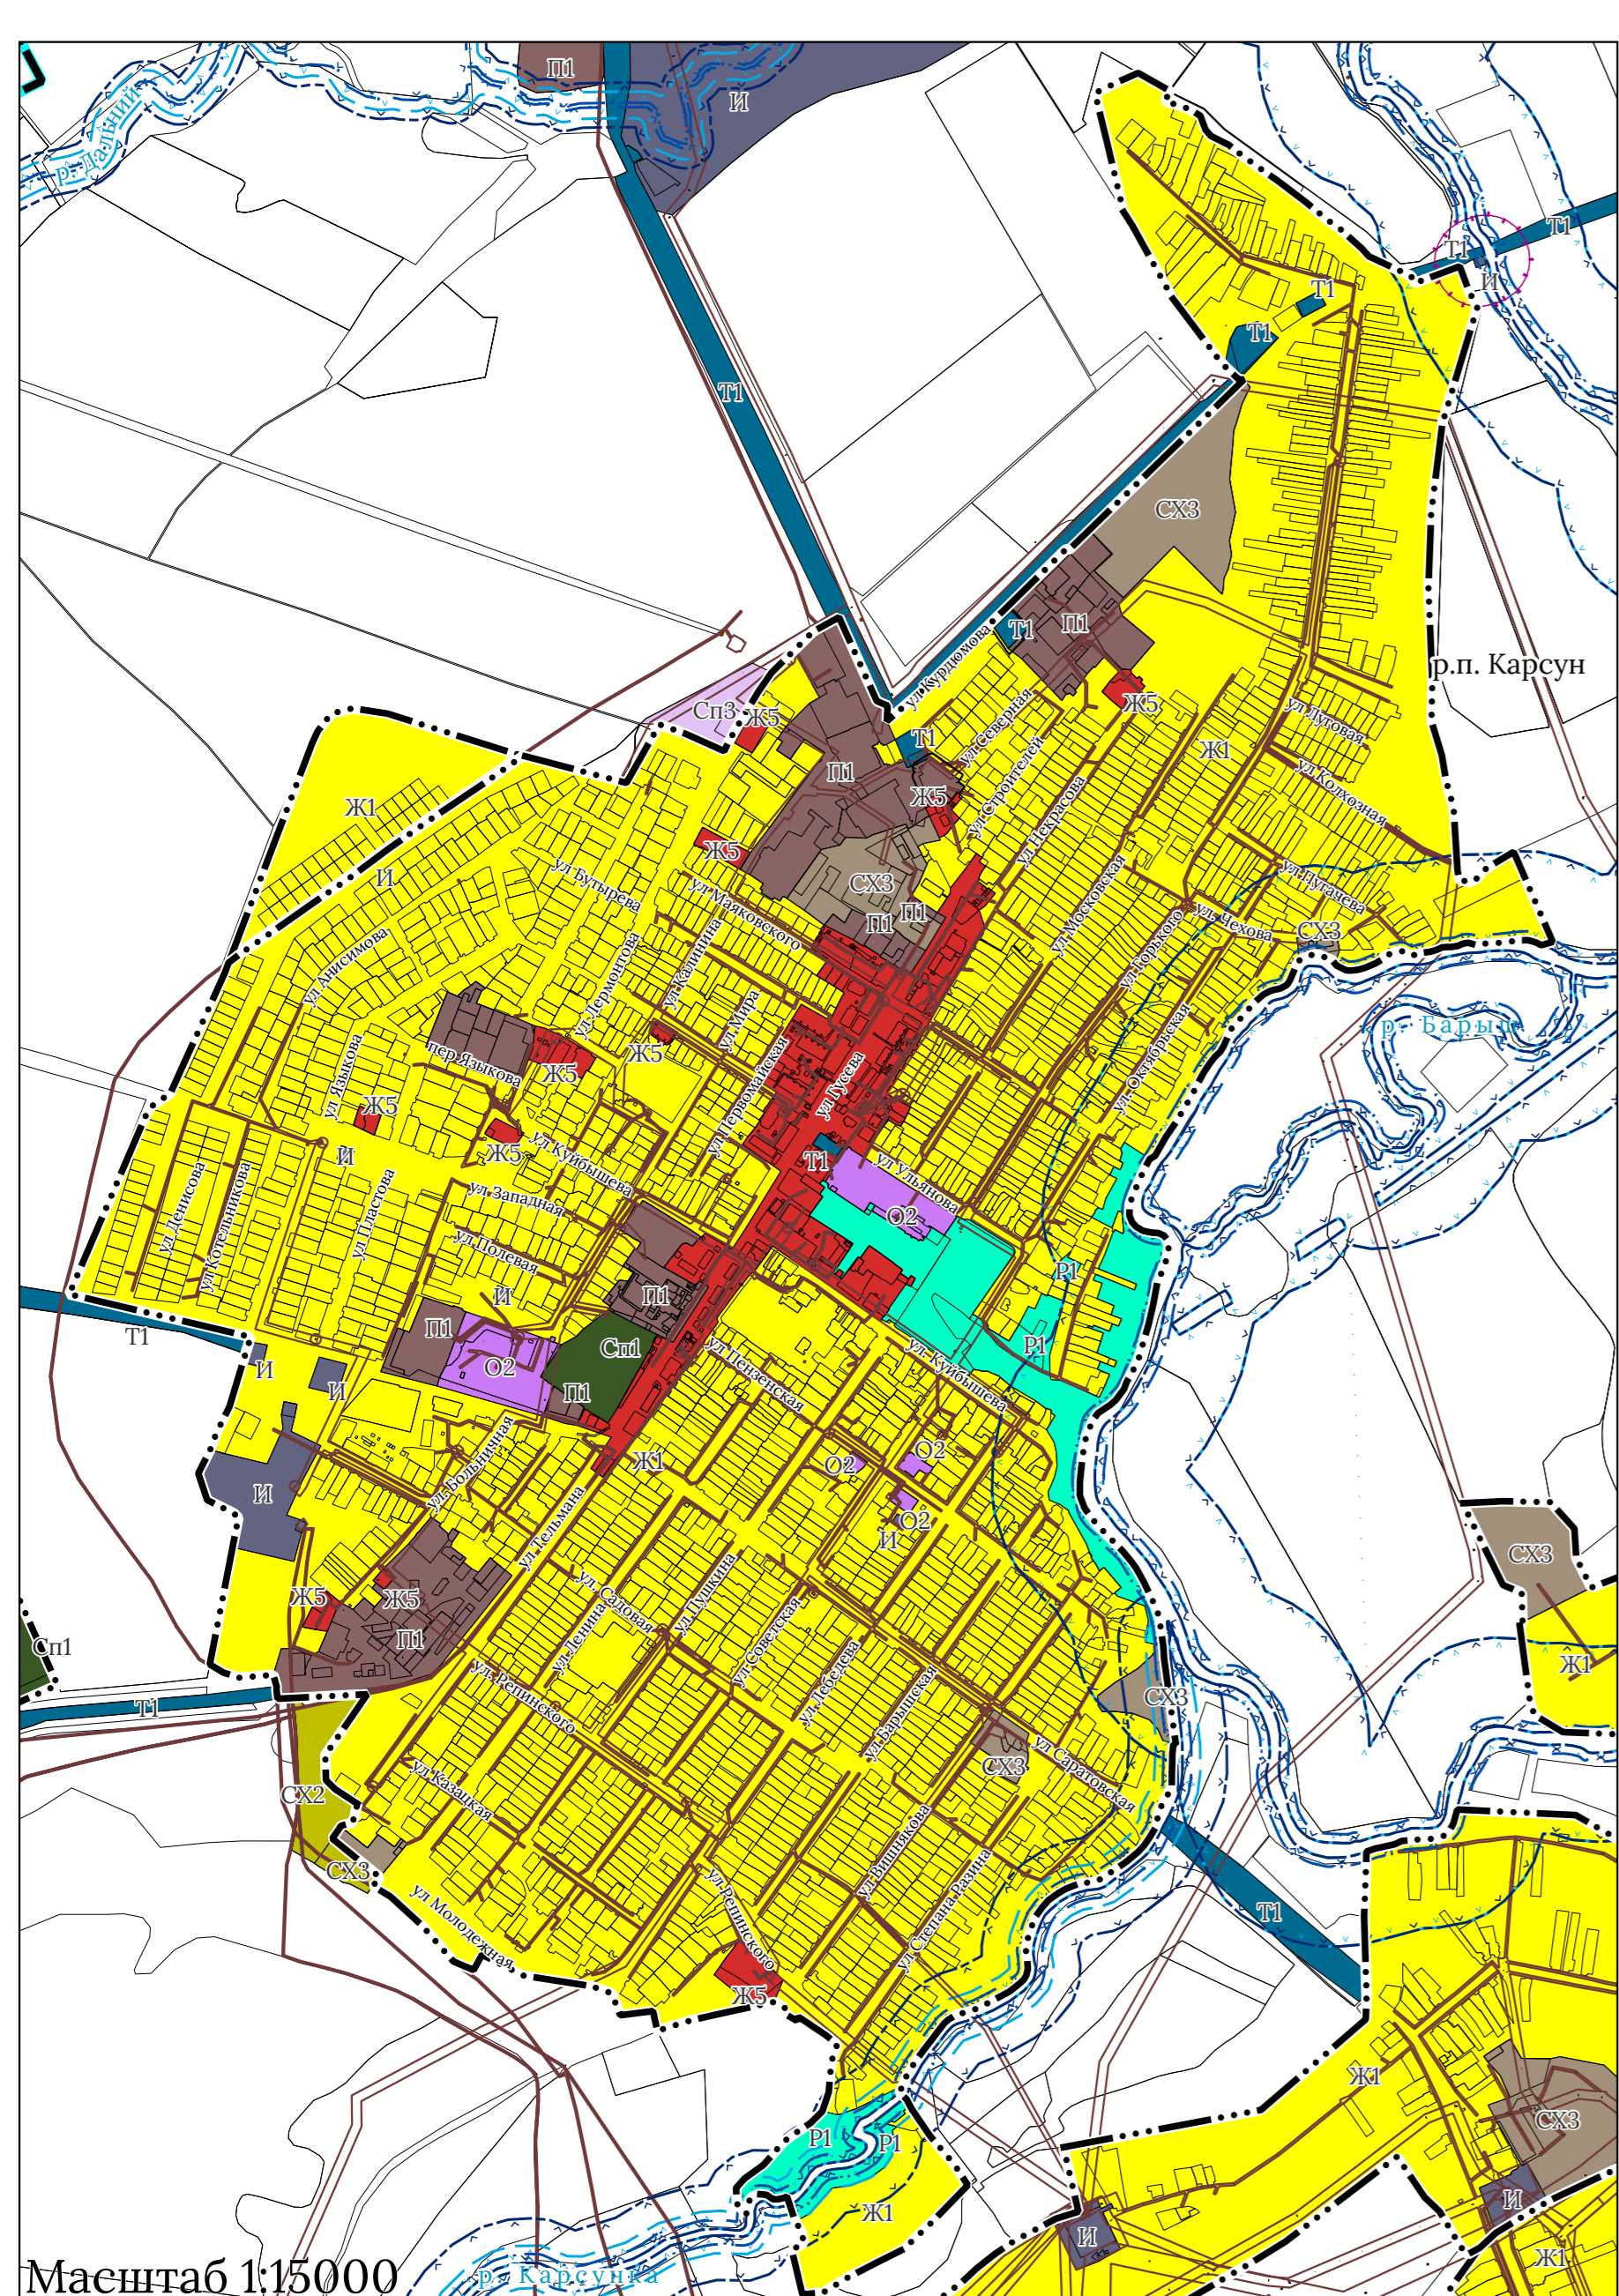 П1
И
р. Дальний
Т1
Т1
И
Т1
Т1
Т1
СХ3
Т1
П1
р.п. Карсун
ул Курдюмова
Ж5
Сп3
Ж5
ул Северная
ул Луговая
Т1
Ж1
П1
ул Строителей
ул Колхозная
Ж1
Ж5
ул Некрасова
Ж5
И
ул Бутырева
СХ3
ул Маяковского
П1
П1
ул Московская
ул Пугачева
ул. Чехова
СХ3
ул Анисимова
ул Лермонтова
ул Калинина
ул Горького
ул Мира
р. Барыш
пер Языкова
Ж5
Ж5
ул Языкова
Ж5
ул Первомайская
ул Гусева
ул. Октябрьская
Ж5
И
ул Куйбышева
Т1
ул Ульянова
ул Западная
ул Денисова
ул Котельникова
ул Пластова
О2
ул Полевая
Р1
И
П1
Т1
П1
Сп1
Р1
И
О2
ул Пензенская
ул. Куйбышева
И
П1
ул. Больничная
Ж1
О2
О2
И
О2
И
ул Тельмана
СХ3
Ж5
Ж5
П1
ул. Садовая
ул Ленина
ул Пушкина
ул Советская
Сп1
ул. Репинского
ул Лебедева
ул Барышская
Ж1
Т1
СХ3
СХ3
ул Саратовская
СХ2
ул Казацкая
СХ3
ул Вишнякова
ул Молодежная
ул Репинского
ул Степана Разина
Т1
Ж5
Ж1
СХ3
Р1
Р1
Ж1
И
И
Ж1
Масштаб 1:15000
р. Карсунка